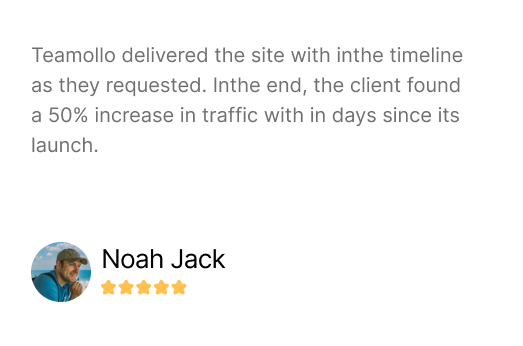 Teamollo delivered the site with inthe timeline
as they requested. Inthe end, the client found
a 50% increase in traffic with in days since its
launch.
Noah Jack